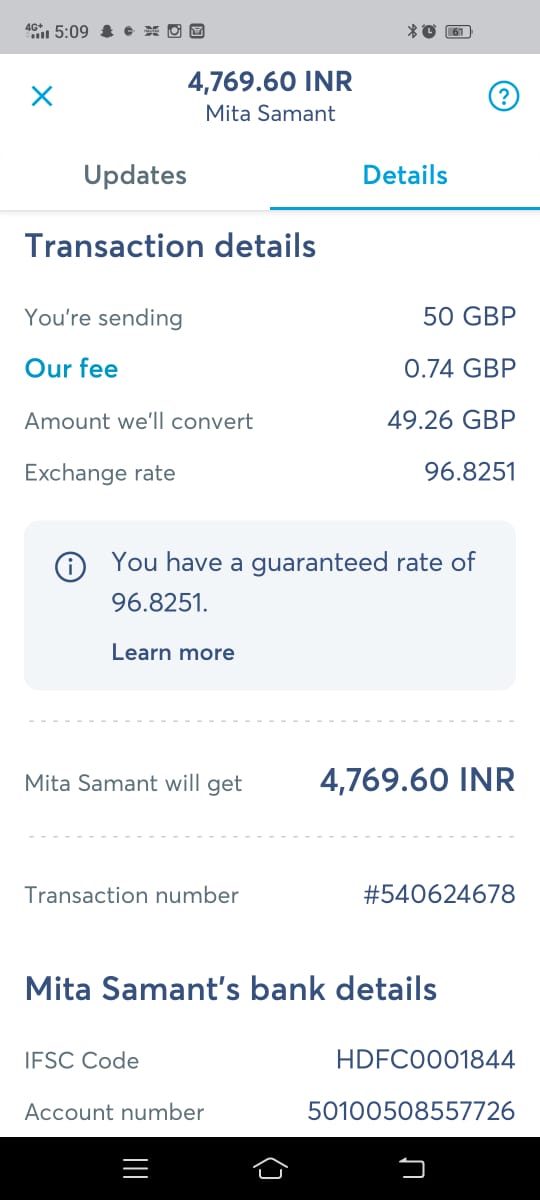 4G+ 5:09 61
4,769.60 INR
Mita Samant
Updates Details
Transaction details
You're sending 50 GBP
Our fee 0.74 GBP
Amount we'll convert 49.26 GBP
Exchange rate 96.8251
You have a guaranteed rate of
96.8251.
Learn more
Mita Samant will get 4,769.60 INR
Transaction number #540624678
Mita Samant's bank details
IFSC Code HDFC0001844
Account number 50100508557726